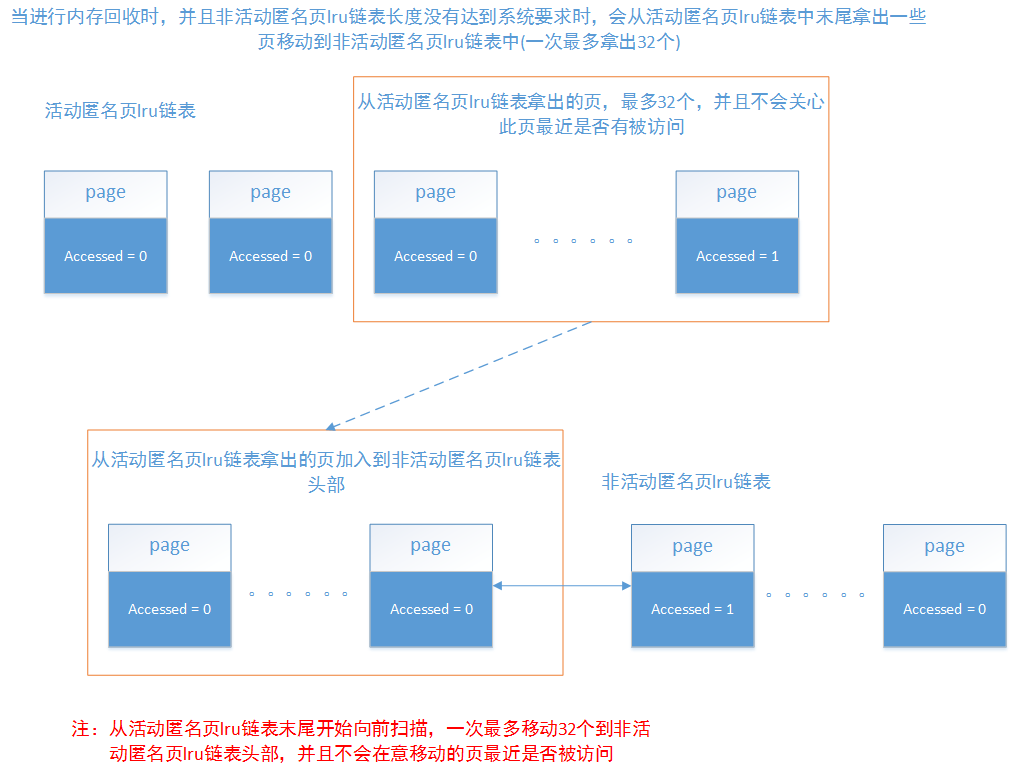 当进行内存回收时，并且非活动匿名页lru链表长度没有达到系统要求时，会从活动匿名页lru链表中末尾拿出一些
页移动到非活动匿名页lru链表中(一次最多拿出32个)
活动匿名页lru链表
从活动匿名页lru链表拿出的页，最多32个，并且不会关心
此页最近是否有被访问
page
page
page
page
Accessed = 0
Accessed = 0
Accessed = 0
。。。。。。
Accessed = 1
从活动匿名页lru链表拿出的页加入到非活动匿名页lru链表
头部
非活动匿名页lru链表
page
page
page
page
Accessed = 0
。。。。。。
Accessed = 0
Accessed = 1
。。。。。。
Accessed = 0
注：从活动匿名页lru链表末尾开始向前扫描，一次最多移动32个到非活
动匿名页lru链表头部，并且不会在意移动的页最近是否被访问